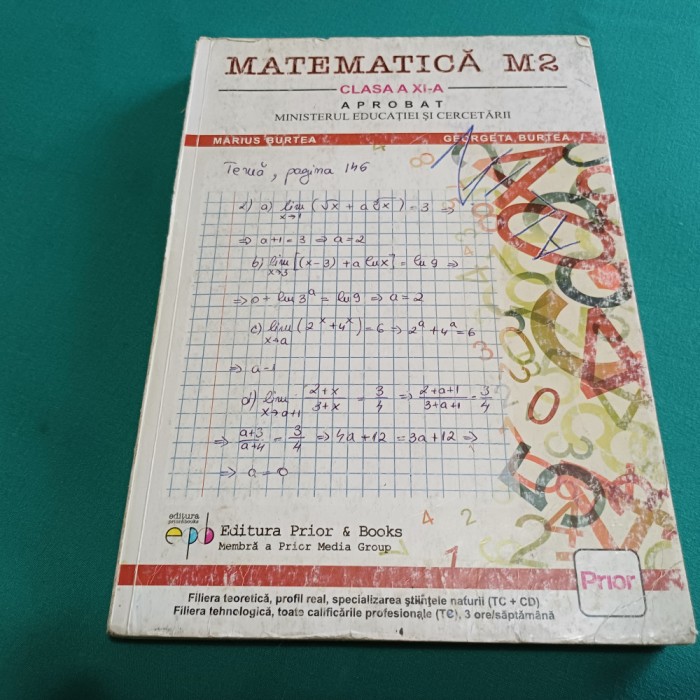 MATEMATICĂ M2
CLASA A XI-A
APROBAT
MINISTERUL EDUCAȚIEI ȘI CERCETĂRII
MARIUS BURTEA GEORGETA BURTEA
Temă, pagina 146
2) a) lim (√x + a∛x) = 3 ⇒
x→1
⇒ a+1=3 ⇒ a=2
b) lim [(x-3) + a ln x] = ln 9 ⇒
x→3
⇒ 0 + ln 3^a = ln 9 ⇒ a=2
c) lim (2^x + 4^x) = 6 ⇒ 2^a + 4^a = 6
x→a
⇒ a=1
d) lim (2+x)/(3+x) = 3/4 ⇒ (2+a+1)/(3+a+1) = 3/4
x→a+1
⇒ (a+3)/(a+4) = 3/4 ⇒ 4a+12 = 3a+12 ⇒
⇒ a=0
editura
epb Editura Prior & Books
Membră a Prior Media Group
Prior
Filiera teoretică, profil real, specializarea științele naturii (TC + CD)
Filiera tehnologică, toate calificările profesionale (TC), 3 ore/săptămână